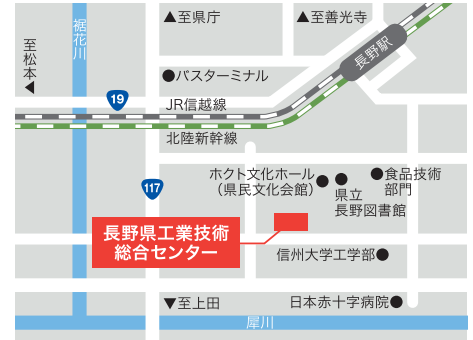 ▲至県庁
▲至善光寺
裾花川
至松本◀
長野駅
●バスターミナル
19
JR信越線
北陸新幹線
ホクト文化ホール
（県民文化会館）●
●県立
長野図書館
●食品技術
部門
117
長野県工業技術
総合センター
信州大学工学部●
▼至上田
日本赤十字病院●
犀川